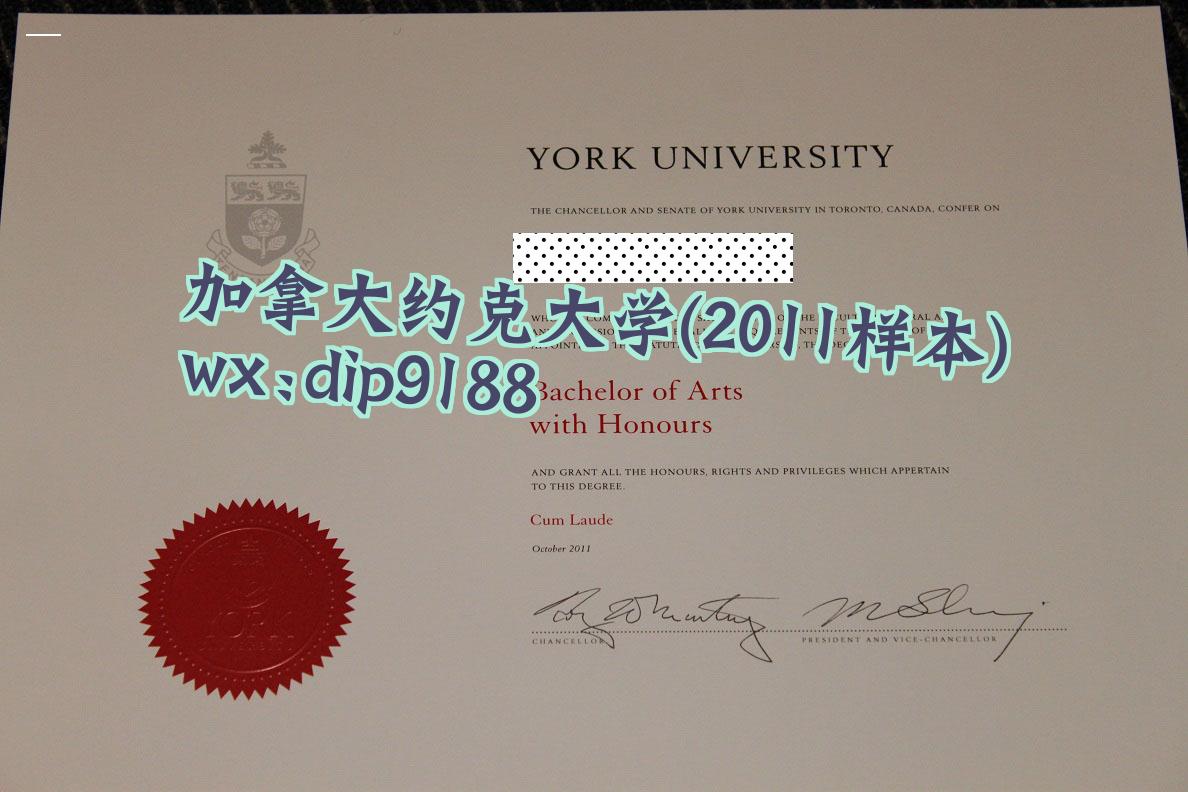 YORK UNIVERSITY
THE CHANCELLOR AND SENATE OF YORK UNIVERSITY IN TORONTO, CANADA, CONFER ON
加拿大约克大学(2011样本)
wx:dip9188
Bachelor of Arts
with Honours
AND GRANT ALL THE HONOURS, RIGHTS AND PRIVILEGES WHICH APPERTAIN
TO THIS DEGREE.
Cum Laude
October 2011
CHANCELLOR
PRESIDENT AND VICE-CHANCELLOR